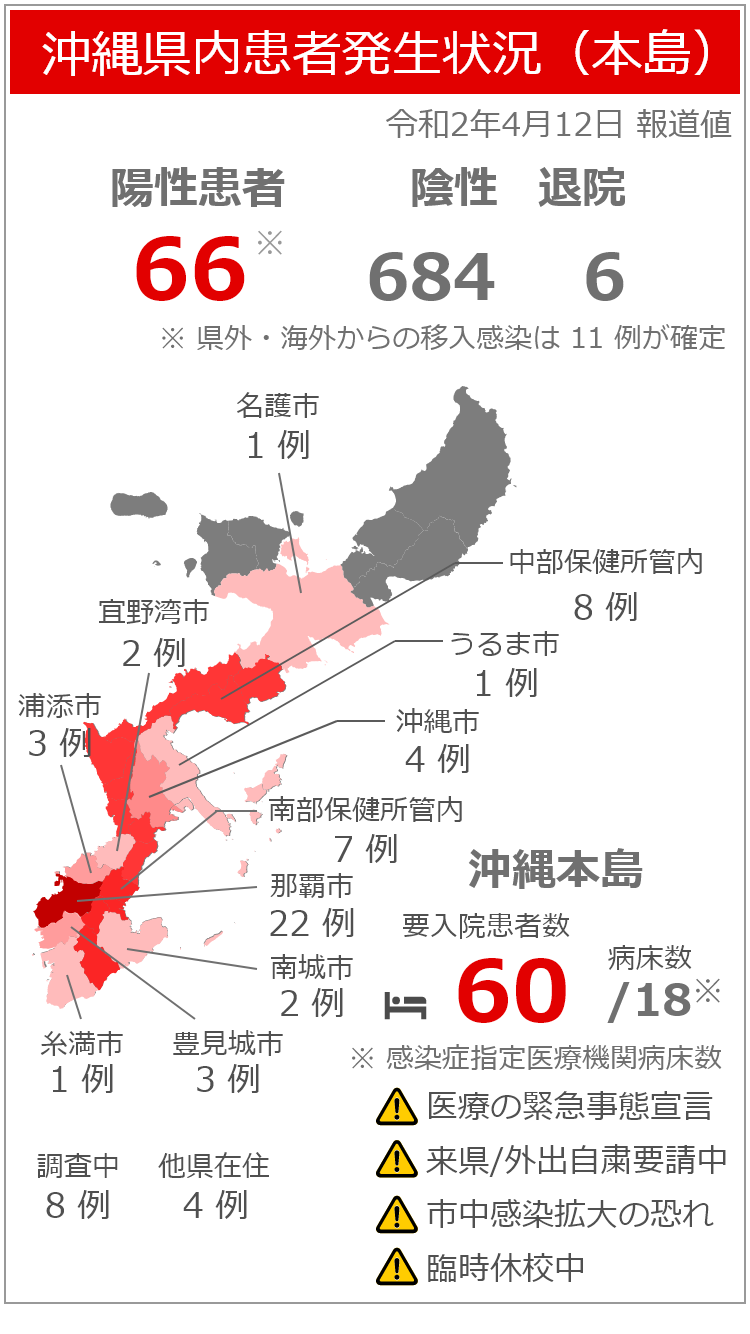 沖縄県内患者発生状況（本島）
令和2年4月12日 報道値
陽性患者 陰性 退院
66※ 684 6
※ 県外・海外からの移入感染は 11 例が確定
名護市
1 例
中部保健所管内
8 例
宜野湾市
2 例
うるま市
1 例
浦添市
3 例
沖縄市
4 例
南部保健所管内
7 例
那覇市
22 例
南城市
2 例
糸満市
1 例
豊見城市
3 例
調査中
8 例
他県在住
4 例
沖縄本島
要入院患者数
60
病床数
/18※
※ 感染症指定医療機関病床数
医療の緊急事態宣言
来県/外出自粛要請中
市中感染拡大の恐れ
臨時休校中